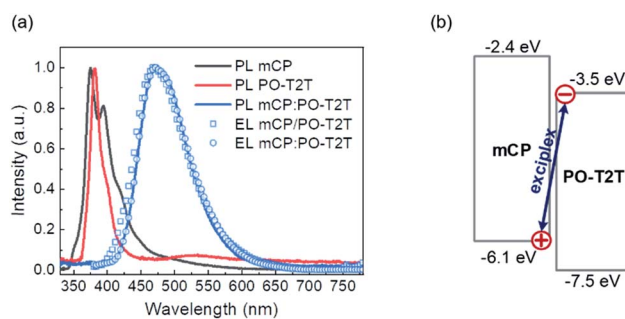 (a)
1.0
0.8
0.6
0.4
0.2
0.0
Intensity (a.u.)
PL mCP
PL PO-T2T
PL mCP:PO-T2T
EL mCP/PO-T2T
EL mCP:PO-T2T
350 400 450 500 550 600 650 700 750
Wavelength (nm)
(b)
-2.4 eV
-3.5 eV
mCP
exciplex
PO-T2T
-6.1 eV
-7.5 eV